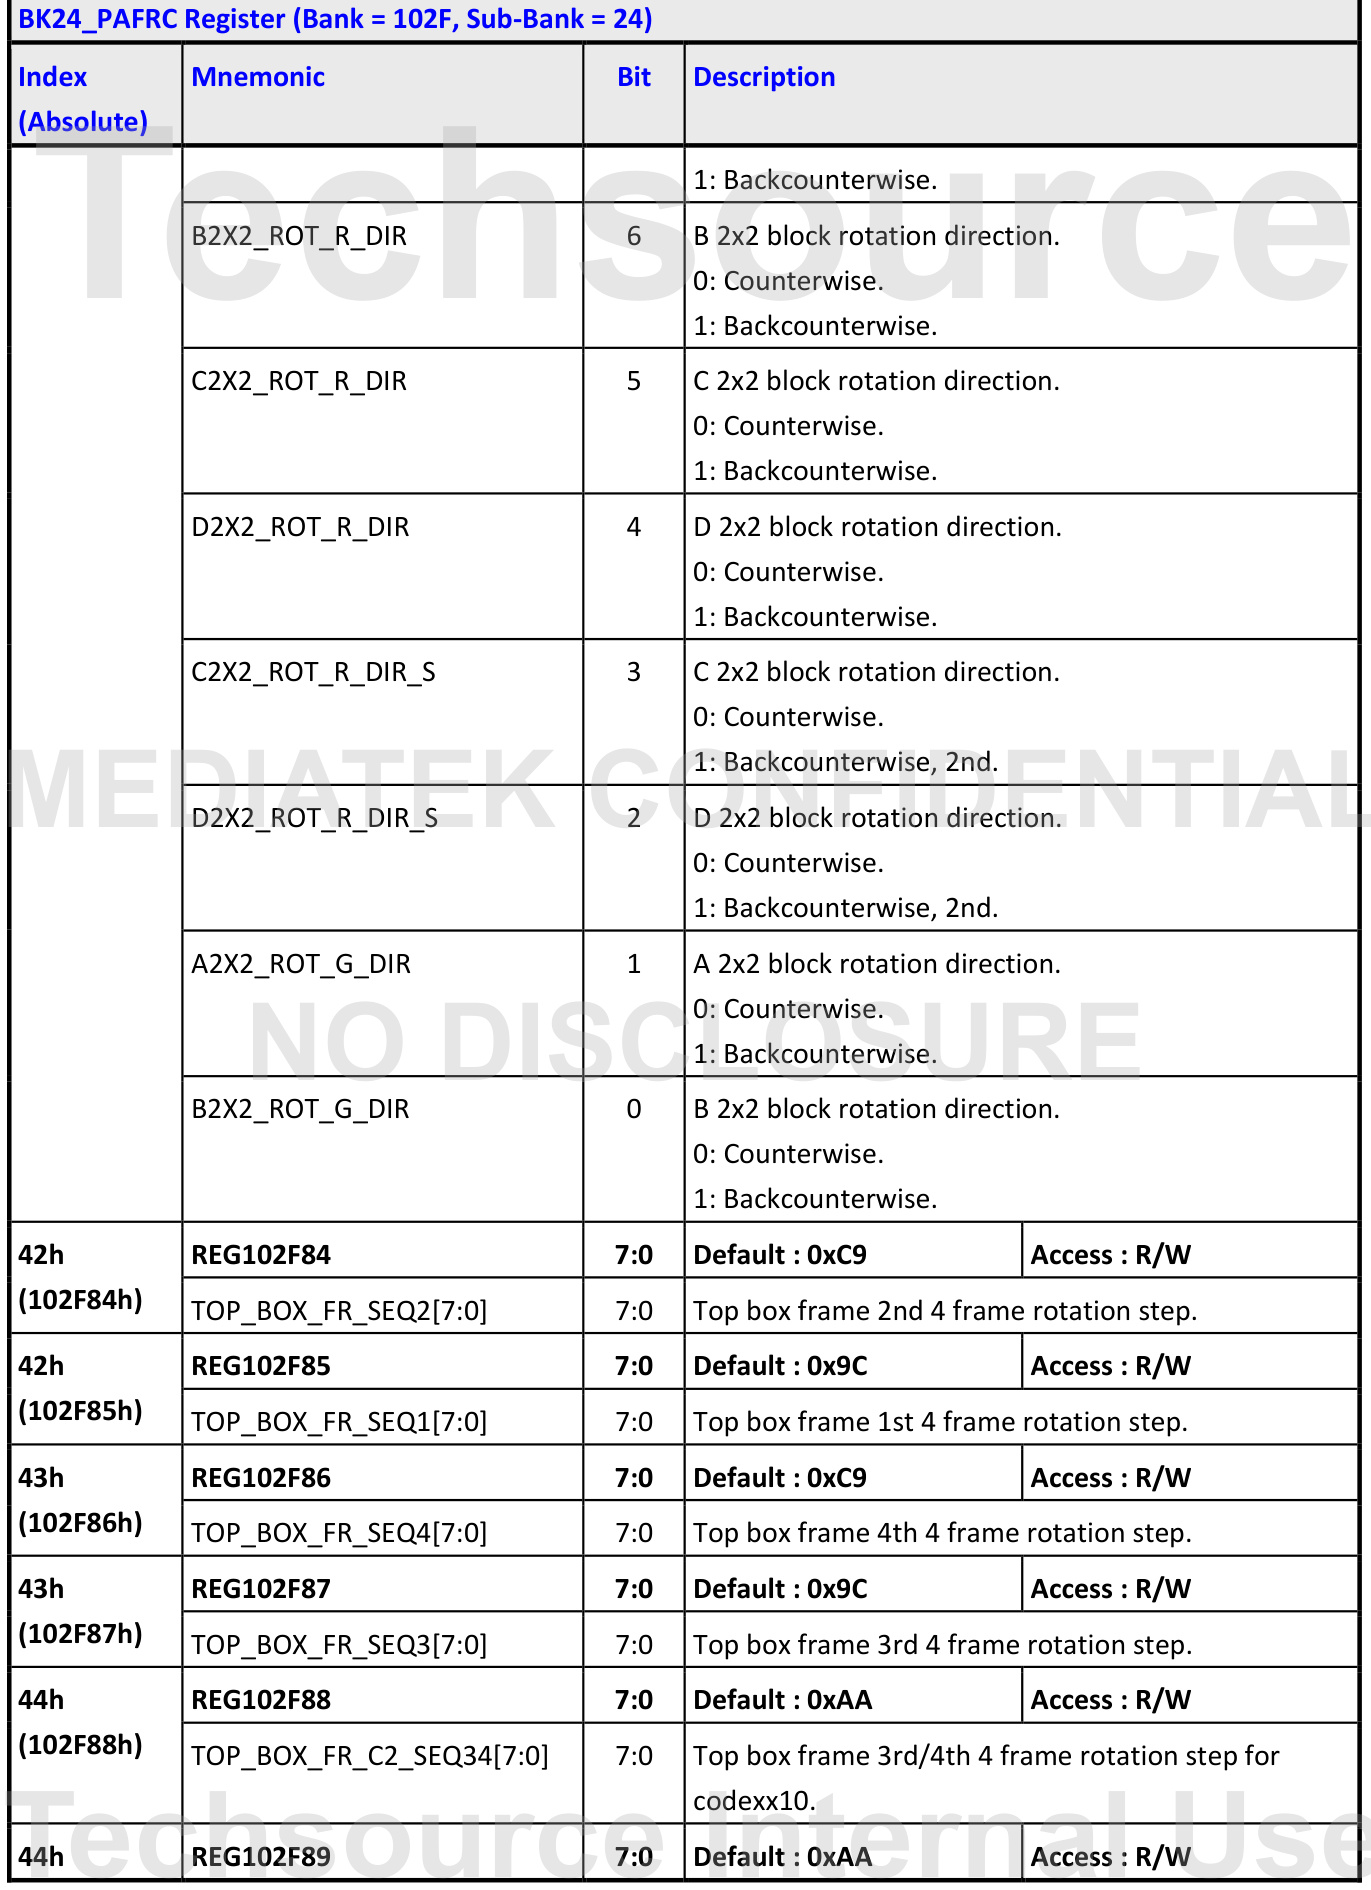 BK24_PAFRC Register (Bank = 102F, Sub-Bank = 24)
Index (Absolute) Mnemonic Bit Description
1: Backcounterwise.
B2X2_ROT_R_DIR 6 B 2x2 block rotation direction.
0: Counterwise.
1: Backcounterwise.
C2X2_ROT_R_DIR 5 C 2x2 block rotation direction.
0: Counterwise.
1: Backcounterwise.
D2X2_ROT_R_DIR 4 D 2x2 block rotation direction.
0: Counterwise.
1: Backcounterwise.
C2X2_ROT_R_DIR_S 3 C 2x2 block rotation direction.
0: Counterwise.
1: Backcounterwise, 2nd.
D2X2_ROT_R_DIR_S 2 D 2x2 block rotation direction.
0: Counterwise.
1: Backcounterwise, 2nd.
A2X2_ROT_G_DIR 1 A 2x2 block rotation direction.
0: Counterwise.
1: Backcounterwise.
B2X2_ROT_G_DIR 0 B 2x2 block rotation direction.
0: Counterwise.
1: Backcounterwise.
42h REG102F84 7:0 Default : 0xC9 Access : R/W
(102F84h) TOP_BOX_FR_SEQ2[7:0] 7:0 Top box frame 2nd 4 frame rotation step.
42h REG102F85 7:0 Default : 0x9C Access : R/W
(102F85h) TOP_BOX_FR_SEQ1[7:0] 7:0 Top box frame 1st 4 frame rotation step.
43h REG102F86 7:0 Default : 0xC9 Access : R/W
(102F86h) TOP_BOX_FR_SEQ4[7:0] 7:0 Top box frame 4th 4 frame rotation step.
43h REG102F87 7:0 Default : 0x9C Access : R/W
(102F87h) TOP_BOX_FR_SEQ3[7:0] 7:0 Top box frame 3rd 4 frame rotation step.
44h REG102F88 7:0 Default : 0xAA Access : R/W
(102F88h) TOP_BOX_FR_C2_SEQ34[7:0] 7:0 Top box frame 3rd/4th 4 frame rotation step for
codexx10.
44h REG102F89 7:0 Default : 0xAA Access : R/W
Techsource
MEDIATEK CONFIDENTIAL
NO DISCLOSURE
Techsource Internal Use